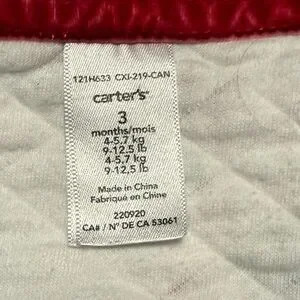 121H633 CXI-219-CAN
carter's
3
months/mois
4-5,7 kg
9-12,5 lb
4-5.7 kg
9-12.5 lb
Made in China
Fabriqué en Chine
220920
CA# / N° DE CA 53061